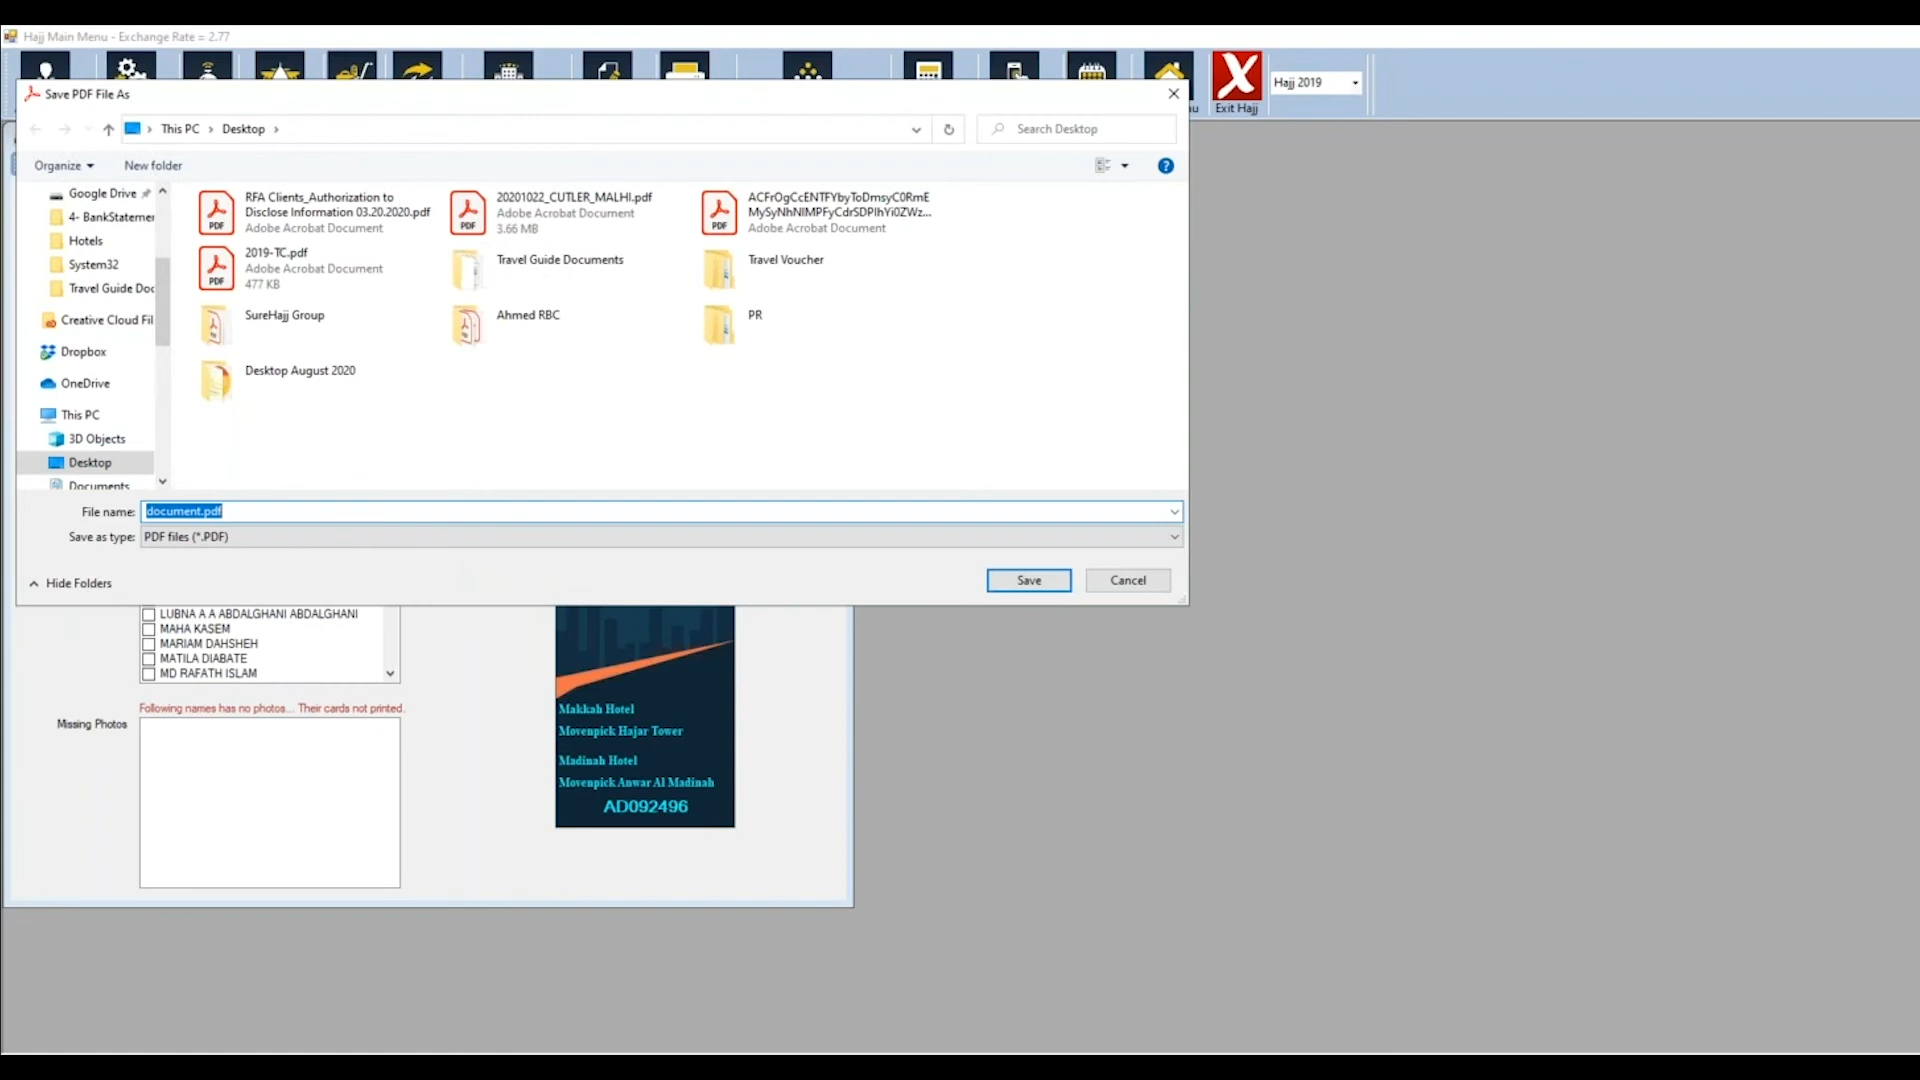 Hajj Main Menu - Exchange Rate = 2.77
Exit Hajj
Hajj 2019
Save PDF File As
This PC
Desktop
Search Desktop
Organize
New folder
Google Drive
4- BankStatemer
Hotels
System32
Travel Guide Doc
Creative Cloud Fil
Dropbox
OneDrive
This PC
3D Objects
Desktop
Documents
RFA Clients_Authorization to
Disclose Information 03.20.2020.pdf
Adobe Acrobat Document
20201022_CUTLER_MALHI.pdf
Adobe Acrobat Document
3.66 MB
Adobe Acrobat Document
2019-TC.pdf
Adobe Acrobat Document
477 KB
Travel Guide Documents
Travel Voucher
SureHajj Group
Ahmed RBC
PR
Desktop August 2020
File name:
document.pdf
Save as type:
PDF files (*.PDF)
Hide Folders
Save
Cancel
LUBNA A A ABDALGHANI ABDALGHANI
MAHA KASEM
MARIAM DAHSHEH
MATILA DIABATE
MD RAFATH ISLAM
Following names has no photos... Their cards not printed.
Missing Photos
Makkah Hotel
Movenpick Hajar Tower
Madinah Hotel
Movenpick Anwar Al Madinah
AD092496